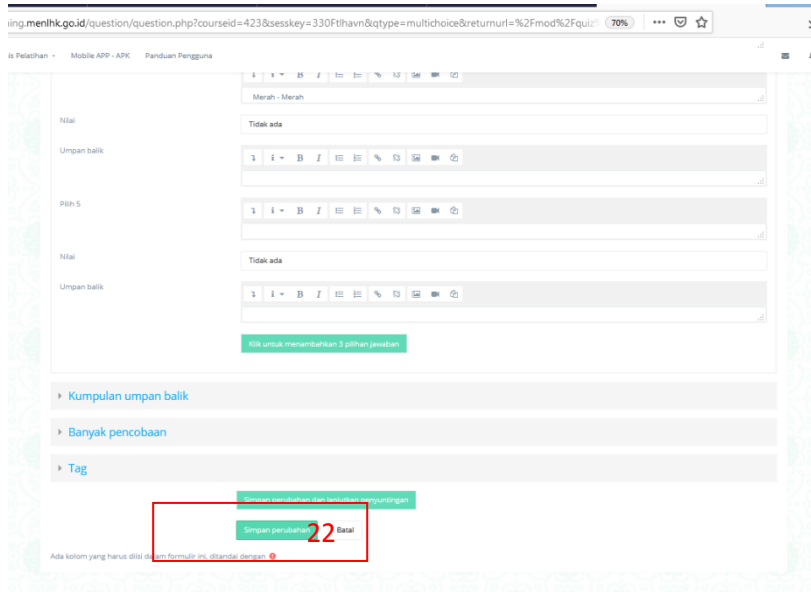 ing.menlhk.go.id/question/question.php?courseid=423&sesskey=330Ftlhavn&qtype=multichoice&returnurl=%2Fmod%2Fquiz 70%
is Pelatihan Mobile APP - APK Panduan Pengguna
Merah - Merah
Nilai Tidak ada
Umpan balik
Pilih 5
Nilai Tidak ada
Umpan balik
Klik untuk menambahkan 3 pilihan jawaban
Kumpulan umpan balik
Banyak pencobaan
Tag
Simpan perubahan dan lanjutkan penyuntingan
Simpan perubahan 22 Batal
Ada kolom yang harus diisi dalam formulir ini, ditandai dengan